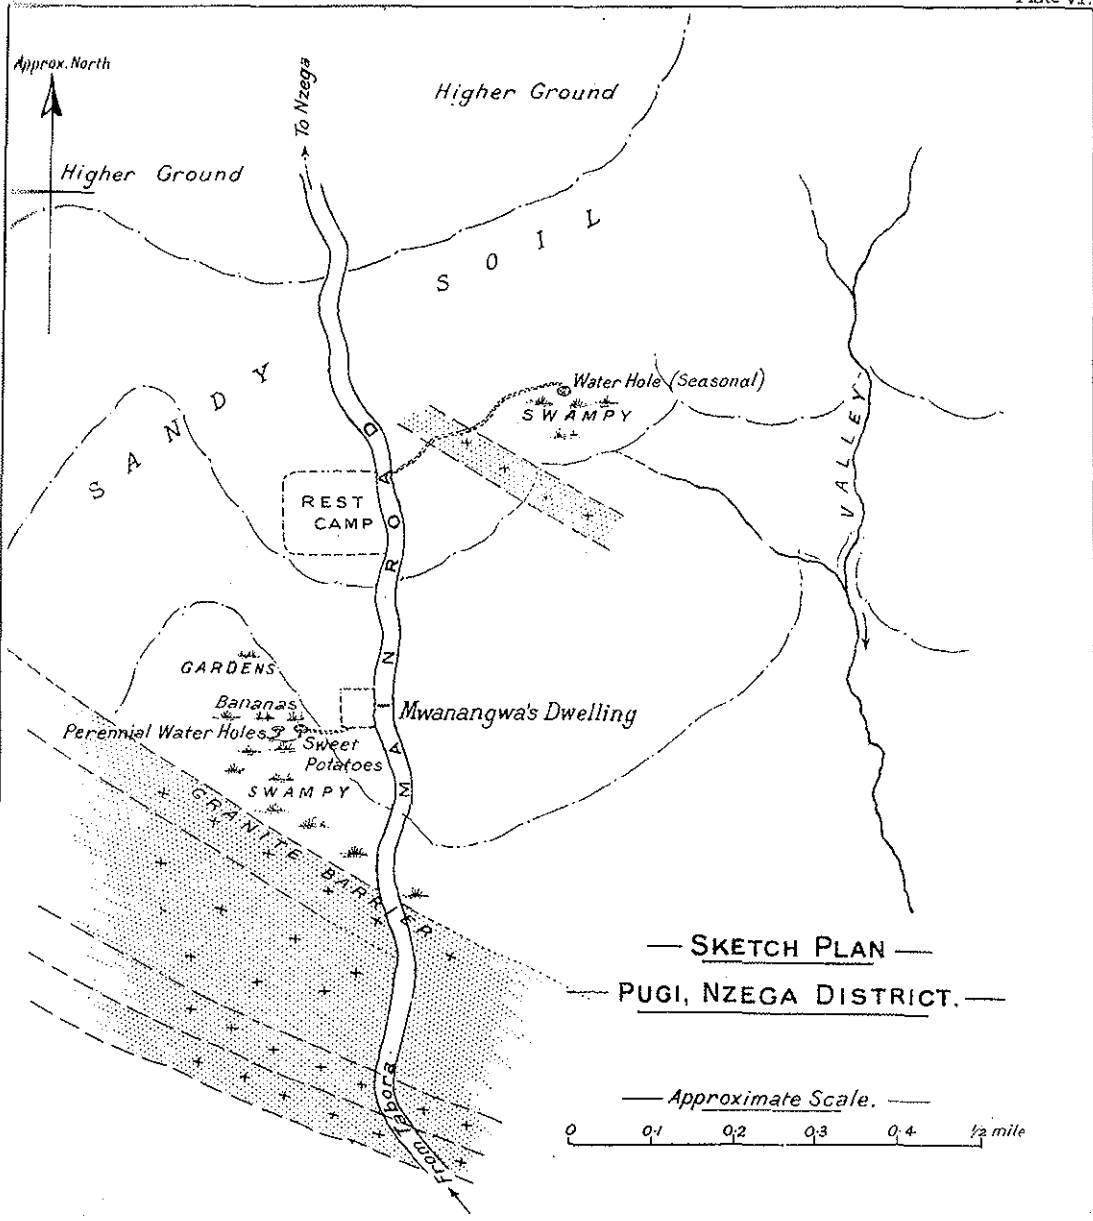 Approx. North
To Nzega
Higher Ground
Higher Ground
SANDY SOIL
Water Hole (Seasonal)
SWAMPY
VALLEY
REST
CAMP
MAIN ROAD
GARDENS
Bananas
Perennial Water Holes
Sweet
Potatoes
SWAMPY
Mwanangwa's Dwelling
GRANITE BARRIER
From Tabora
SKETCH PLAN
PUGI, NZEGA DISTRICT.
Approximate Scale.
0 0·1 0·2 0·3 0·4 ½ mile